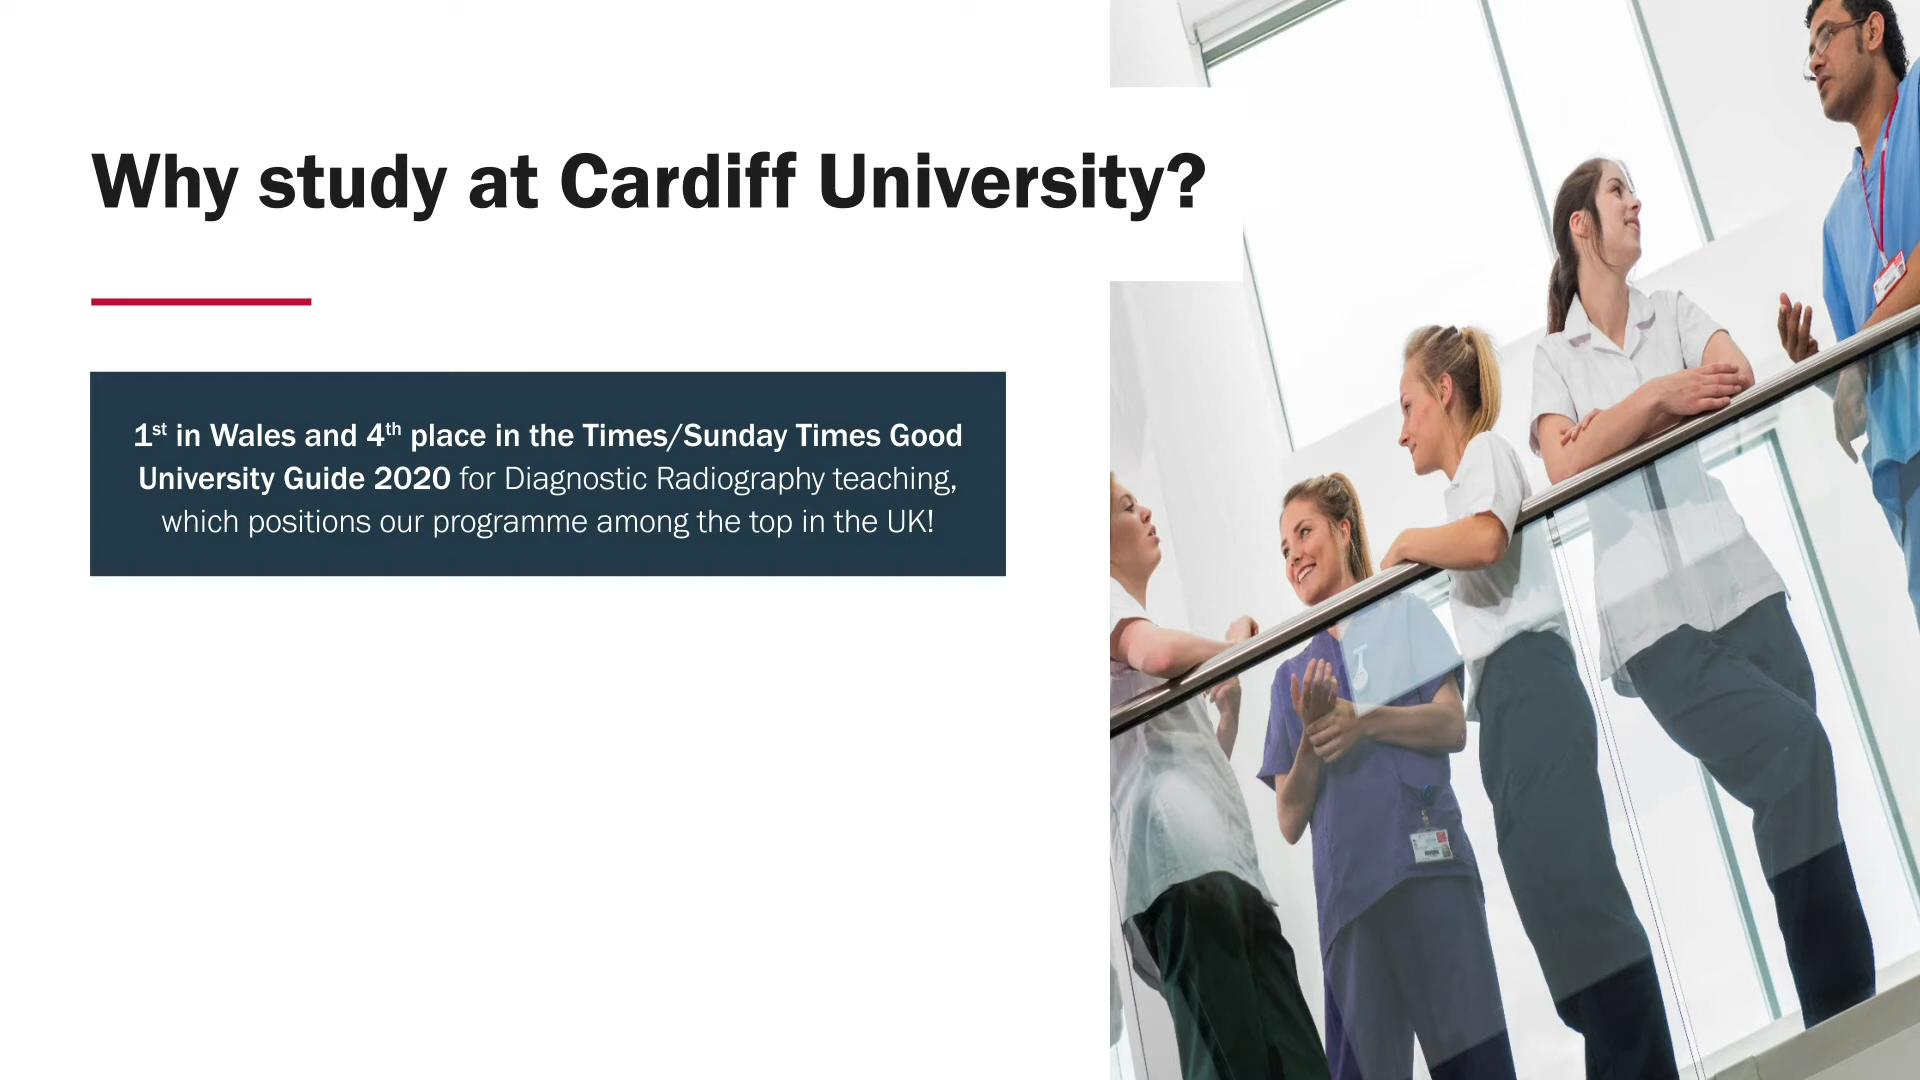 Why study at Cardiff University?
1st in Wales and 4th place in the Times/Sunday Times Good
University Guide 2020 for Diagnostic Radiography teaching,
which positions our programme among the top in the UK!